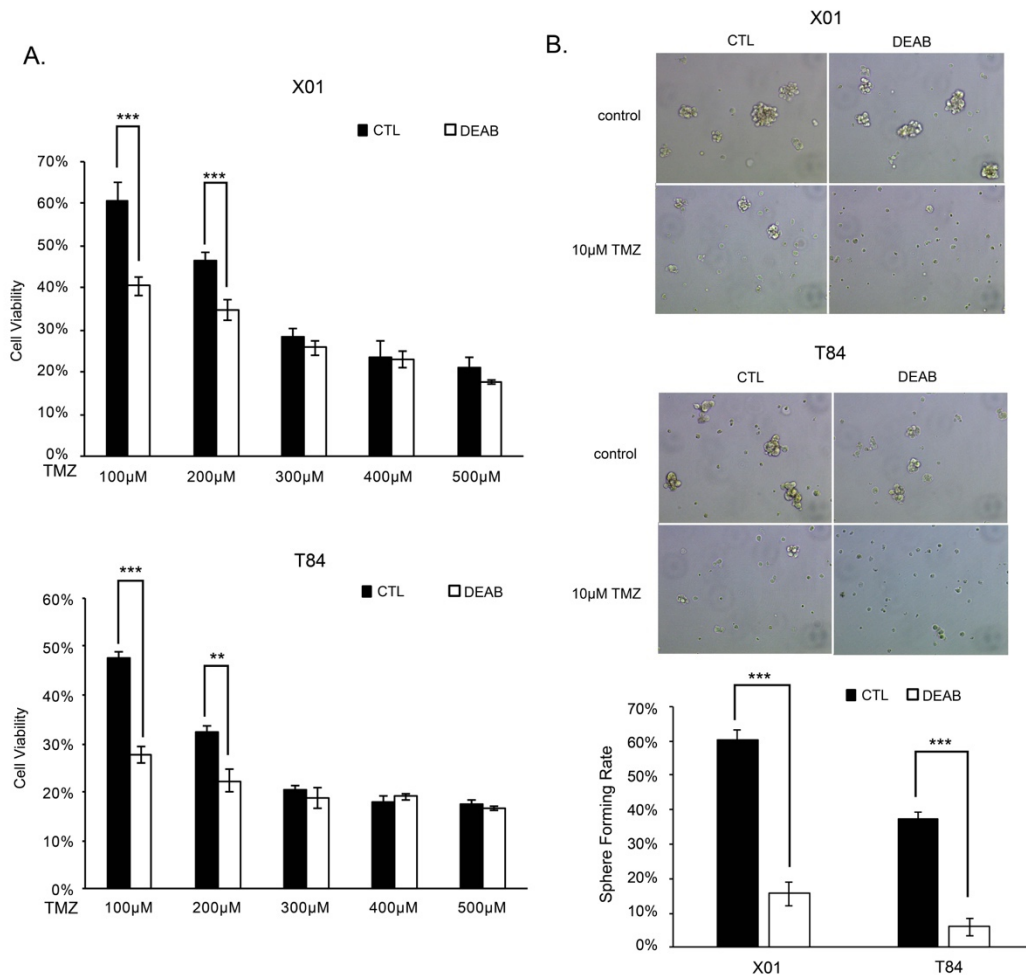 A.
X01
CTL DEAB
***
***
70%
60%
50%
40%
30%
20%
10%
0%
Cell Viability
TMZ 100µM 200µM 300µM 400µM 500µM
T84
CTL DEAB
***
**
60%
50%
40%
30%
20%
10%
0%
Cell Viability
TMZ 100µM 200µM 300µM 400µM 500µM
B.
X01
CTL DEAB
control
10µM TMZ
T84
CTL DEAB
control
10µM TMZ
CTL DEAB
***
***
70%
60%
50%
40%
30%
20%
10%
0%
Sphere Forming Rate
X01 T84